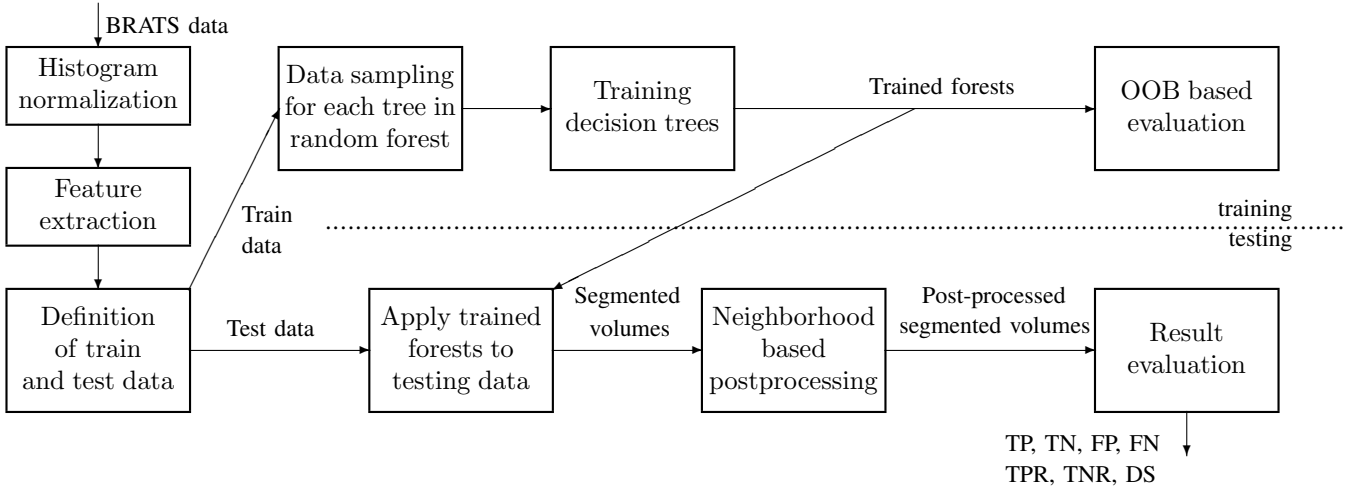 BRATS data
Histogram
normalization
Feature
extraction
Definition
of train
and test data
Train
data
Data sampling
for each tree in
random forest
Training
decision trees
Trained forests
OOB based
evaluation
training
testing
Test data
Apply trained
forests to
testing data
Segmented
volumes
Neighborhood
based
postprocessing
Post-processed
segmented volumes
Result
evaluation
TP, TN, FP, FN
TPR, TNR, DS